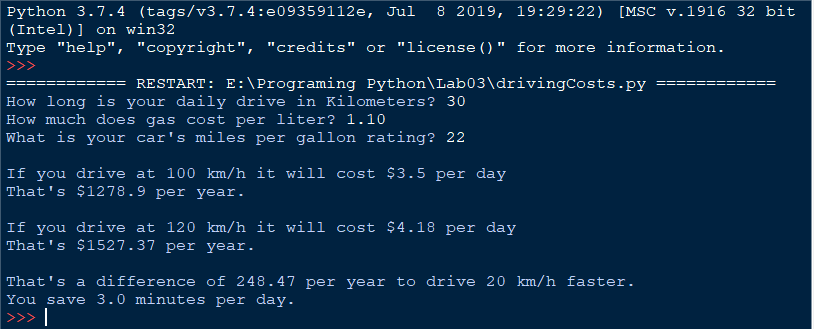 Python 3.7.4 (tags/v3.7.4:e09359112e, Jul  8 2019, 19:29:22) [MSC v.1916 32 bit
(Intel)] on win32
Type "help", "copyright", "credits" or "license()" for more information.
>>>
============ RESTART: E:\Programing Python\Lab03\drivingCosts.py ============
How long is your daily drive in Kilometers? 30
How much does gas cost per liter? 1.10
What is your car's miles per gallon rating? 22
If you drive at 100 km/h it will cost $3.5 per day
That's $1278.9 per year.
If you drive at 120 km/h it will cost $4.18 per day
That's $1527.37 per year.
That's a difference of 248.47 per year to drive 20 km/h faster.
You save 3.0 minutes per day.
>>>